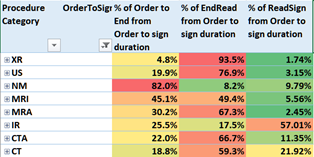 Procedure Category OrderToSigr % of Order to End from Order to sign duration % of EndRead from Order to sign duration % of ReadSign from Order to sign duration
XR 4.8% 93.5% 1.74%
US 19.9% 76.9% 3.15%
NM 82.0% 8.2% 9.79%
MRI 45.1% 49.4% 5.56%
MRA 30.2% 67.3% 2.45%
IR 25.5% 17.5% 57.01%
CTA 22.0% 66.7% 11.35%
CT 18.8% 59.3% 21.92%